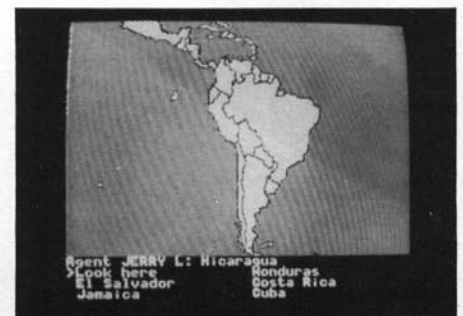 Agent JERRY L: Nicaragua
>Look here Honduras
El Salvador Costa Rica
Jamaica Cuba